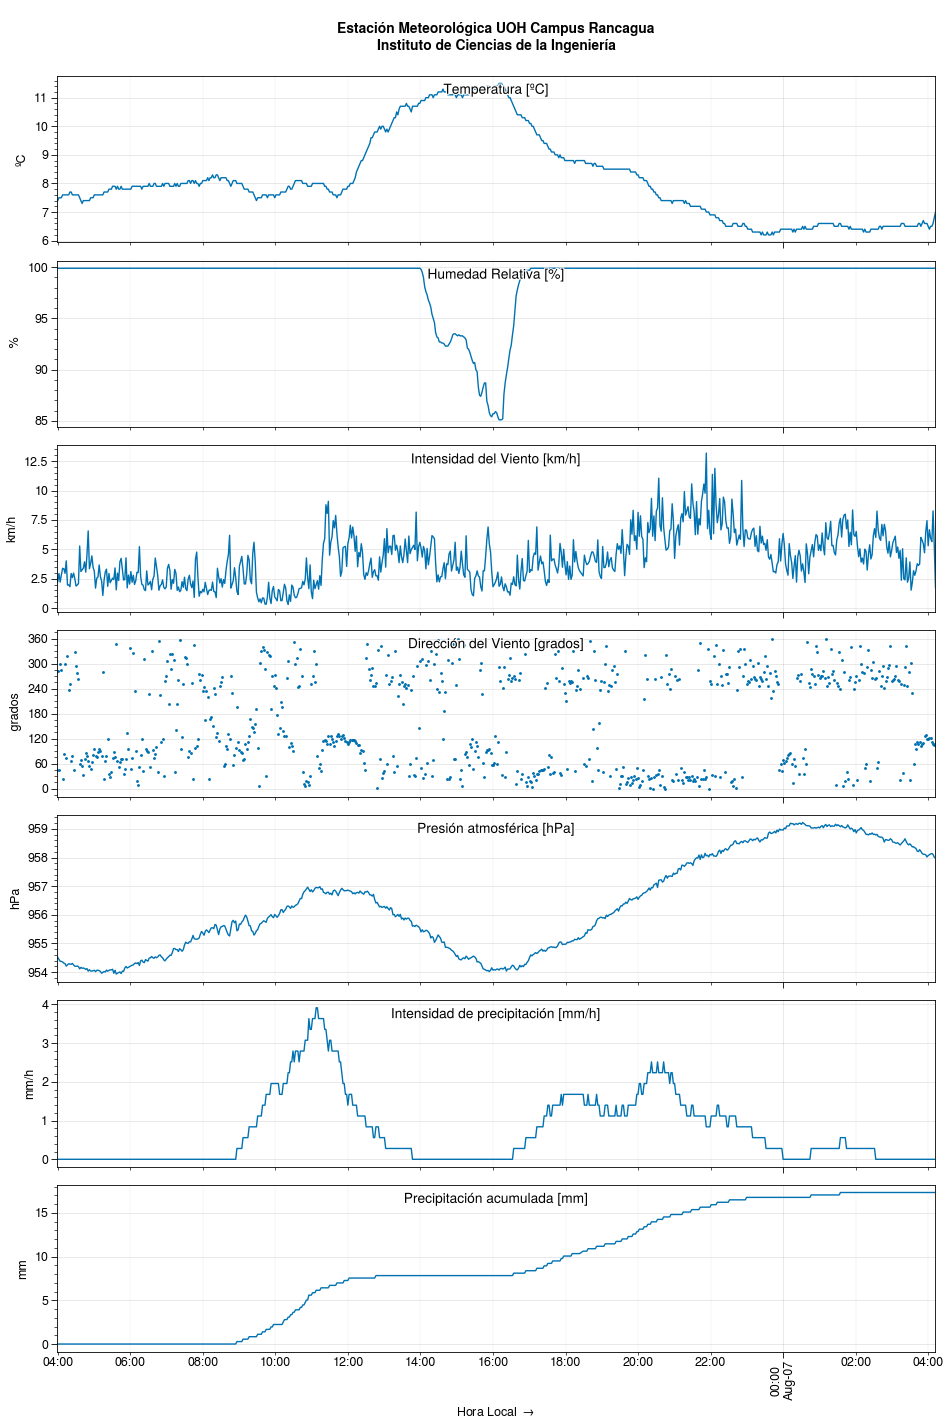 Estación Meteorológica UOH Campus Rancagua
Instituto de Ciencias de la Ingeniería
Temperatura [ºC]
ºC
11
10
9
8
7
6
Humedad Relativa [%]
%
100
95
90
85
Intensidad del Viento [km/h]
km/h
12.5
10
7.5
5
2.5
0
Dirección del Viento [grados]
grados
360
300
240
180
120
60
0
Presión atmosférica [hPa]
hPa
959
958
957
956
955
954
Intensidad de precipitación [mm/h]
mm/h
4
3
2
1
0
Precipitación acumulada [mm]
mm
15
10
5
0
04:00 06:00 08:00 10:00 12:00 14:00 16:00 18:00 20:00 22:00 00:00 02:00 04:00
Aug-07
Hora Local →